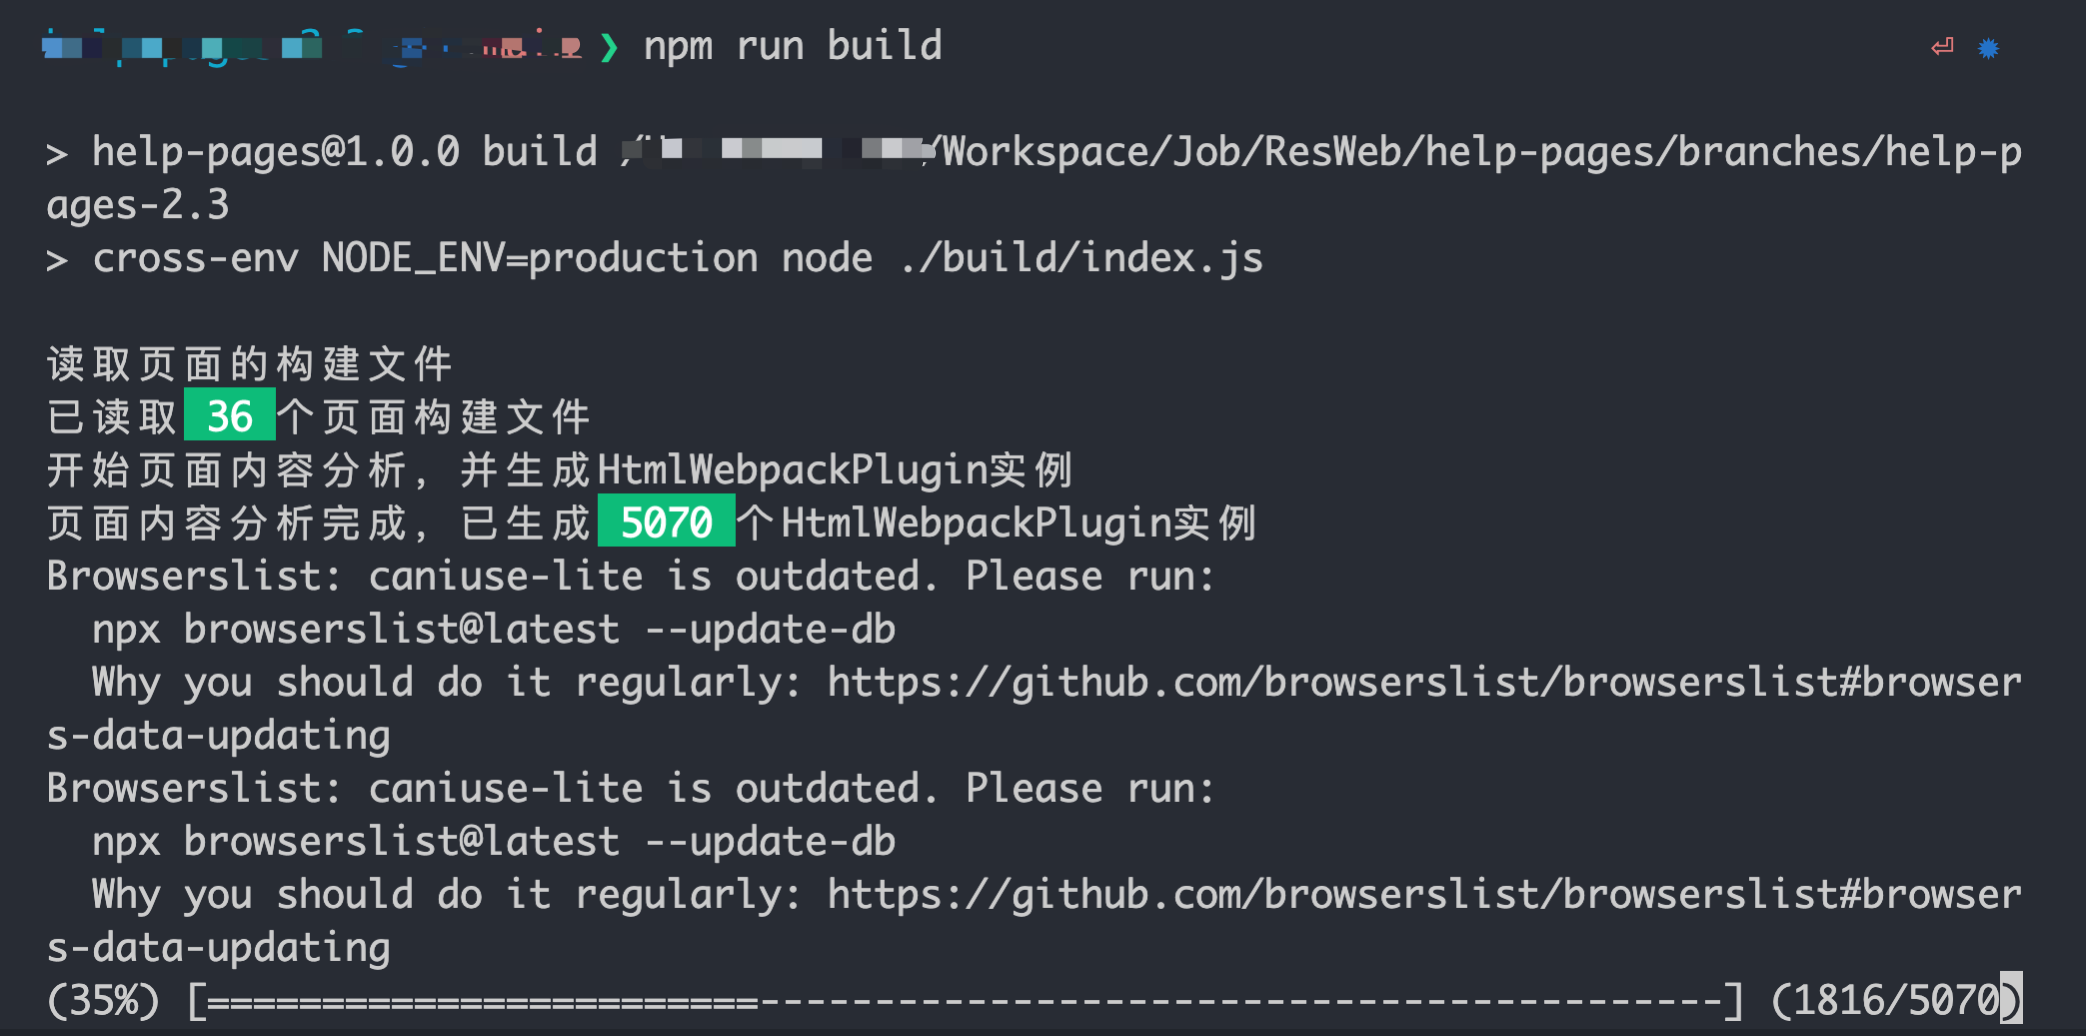 ❯ npm run build
> help-pages@1.0.0 build /Workspace/Job/ResWeb/help-pages/branches/help-p
ages-2.3
> cross-env NODE_ENV=production node ./build/index.js
读取页面的构建文件
已读取 36 个页面构建文件
开始页面内容分析，并生成HtmlWebpackPlugin实例
页面内容分析完成，已生成 5070 个HtmlWebpackPlugin实例
Browserslist: caniuse-lite is outdated. Please run:
npx browserslist@latest --update-db
Why you should do it regularly: https://github.com/browserslist/browserslist#browser
s-data-updating
Browserslist: caniuse-lite is outdated. Please run:
npx browserslist@latest --update-db
Why you should do it regularly: https://github.com/browserslist/browserslist#browser
s-data-updating
(35%) [========================------------------------------------------] (1816/5070)